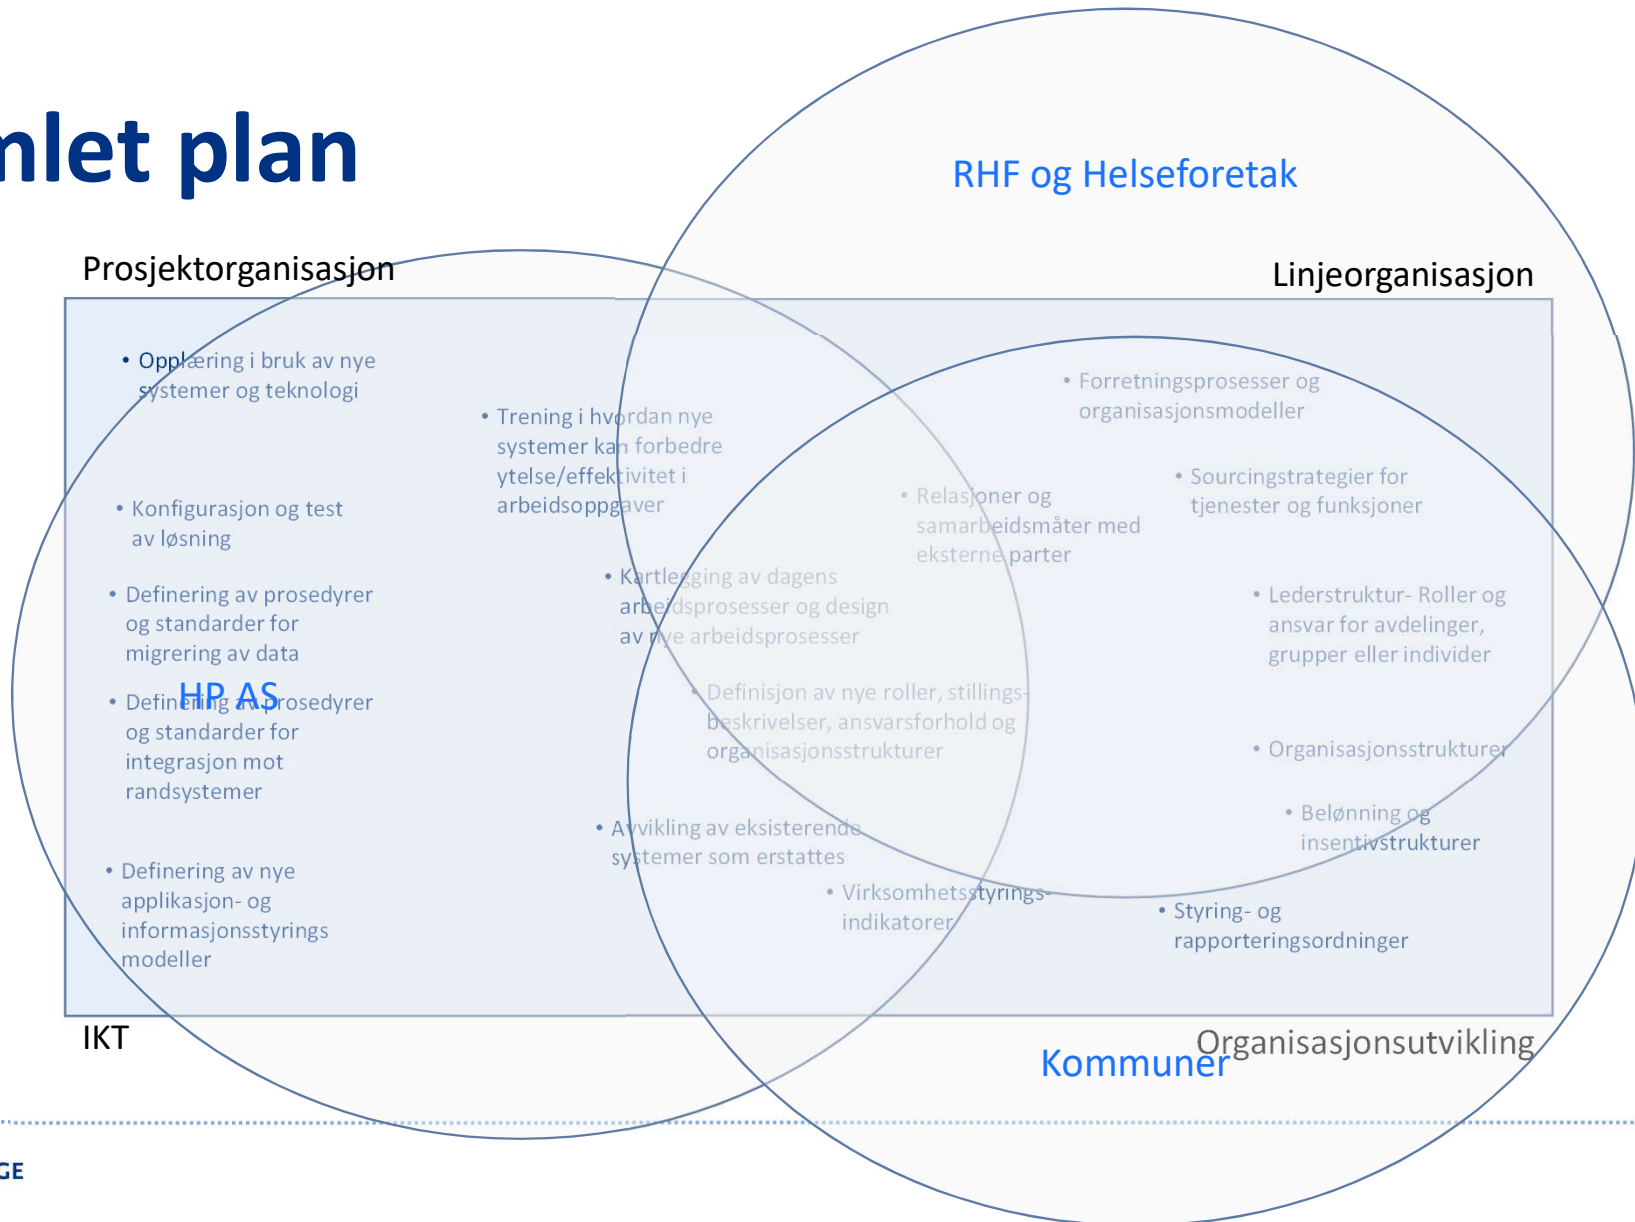 mlet plan
RHF og Helseforetak
Prosjektorganisasjon
Linjeorganisasjon
• Opplæring i bruk av nye
systemer og teknologi
• Konfigurasjon og test
av løsning
• Definering av prosedyrer
og standarder for
migrering av data
HP AS
• Definering av prosedyrer
og standarder for
integrasjon mot
randsystemer
• Definering av nye
applikasjon- og
informasjonsstyrings
modeller
• Trening i hvordan nye
systemer kan forbedre
ytelse/effektivitet i
arbeidsoppgaver
• Kartlegging av dagens
arbeidsprosesser og design
av nye arbeidsprosesser
• Definisjon av nye roller, stillings-
beskrivelser, ansvarsforhold og
organisasjonsstrukturer
• Avvikling av eksisterende
systemer som erstattes
• Virksomhetsstyrings-
indikatorer
• Relasjoner og
samarbeidsmåter med
eksterne parter
• Forretningsprosesser og
organisasjonsmodeller
• Sourcingstrategier for
tjenester og funksjoner
• Lederstruktur- Roller og
ansvar for avdelinger,
grupper eller individer
• Organisasjonsstrukturer
• Belønning og
insentivstrukturer
• Styring- og
rapporteringsordninger
IKT
Organisasjonsutvikling
Kommuner
GE